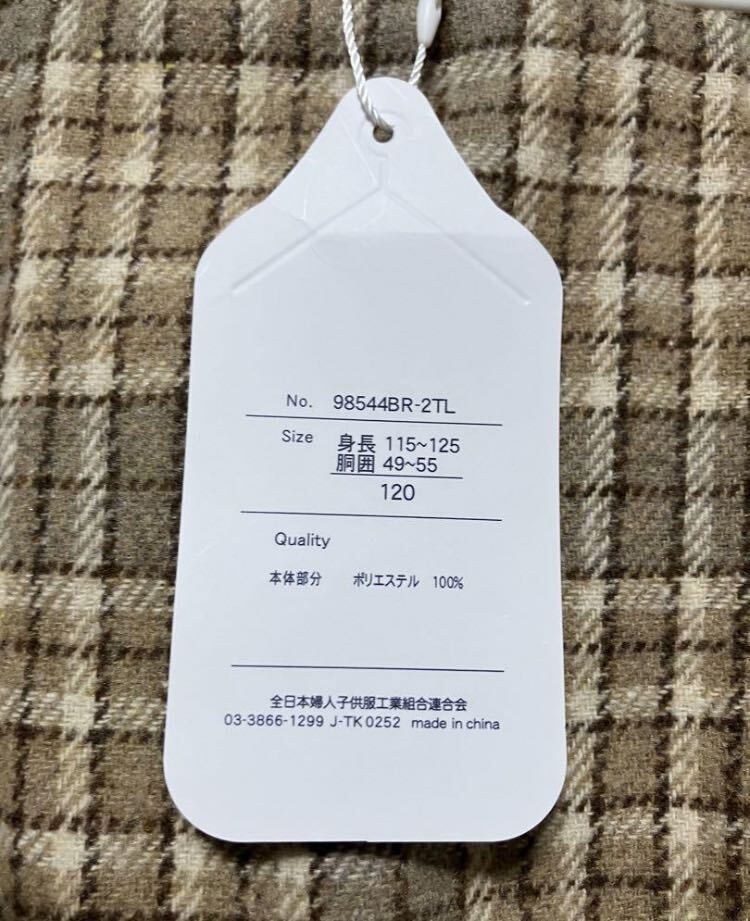 No. 98544BR-2TL
Size 身長 115~125
胴囲 49~55
120
Quality
本体部分 ポリエステル 100%
全日本婦人子供服工業組合連合会
03-3866-1299 J-TK0252 made in china